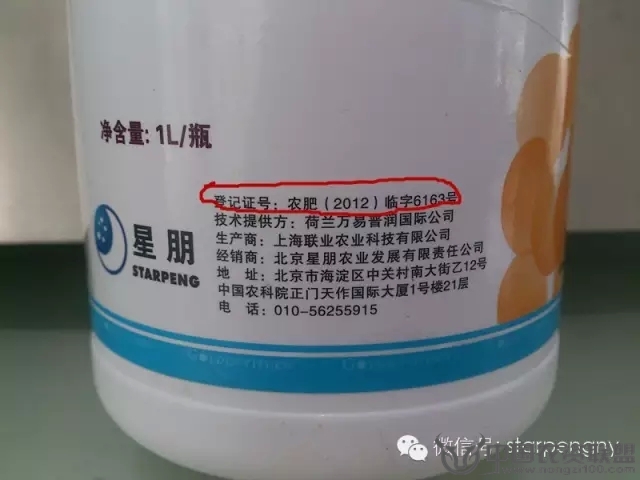 净含量: 1L/瓶
登记证号：农肥（2012）临字6163号
技术提供方：荷兰万易普润国际公司
生产商：上海联业农业科技有限公司
经销商：北京星朋农业发展有限责任公司
地 址：北京市海淀区中关村南大街乙12号
中国农科院正门天作国际大厦1号楼21层
电 话：010-56255915
星朋
STARPENG
微信号: starpengny
www.nongzi100.com